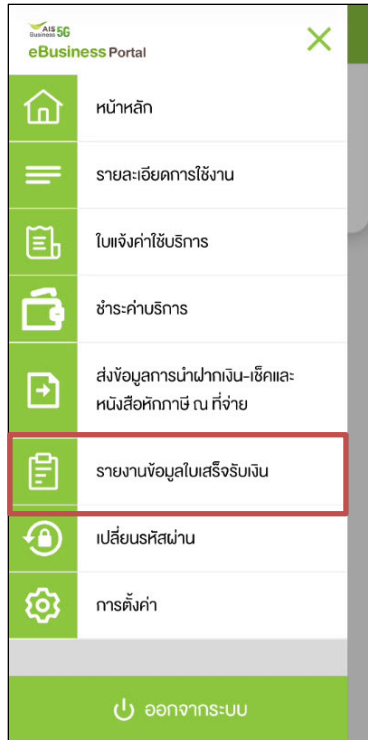 AIS
Business 5G
eBusiness Portal
หน้าหลัก
รายละเอียดการใช้งาน
ใบแจ้งค่าใช้บริการ
ชำระค่าบริการ
ส่งข้อมูลการนำฝากเงิน-เช็คและ
หนังสือหักภาษี ณ ที่จ่าย
รายงานข้อมูลใบเสร็จรับเงิน
เปลี่ยนรหัสผ่าน
การตั้งค่า
ออกจากระบบ